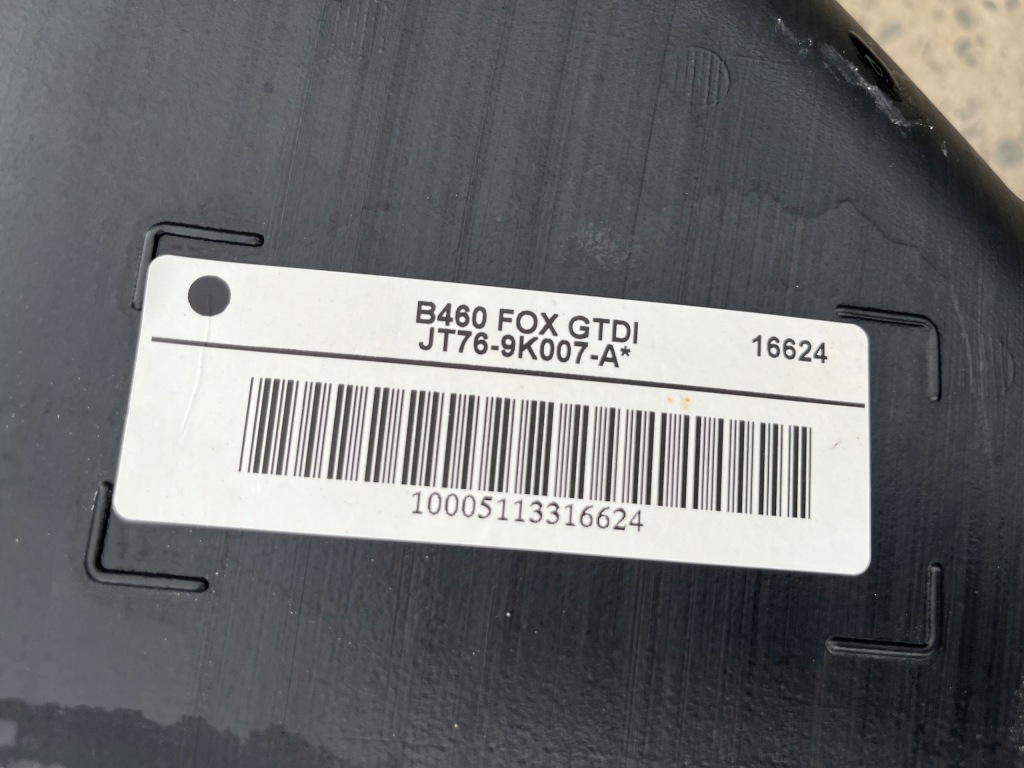 B460 FOX GTDI
JT76-9K007-A*
16624
10005113316624